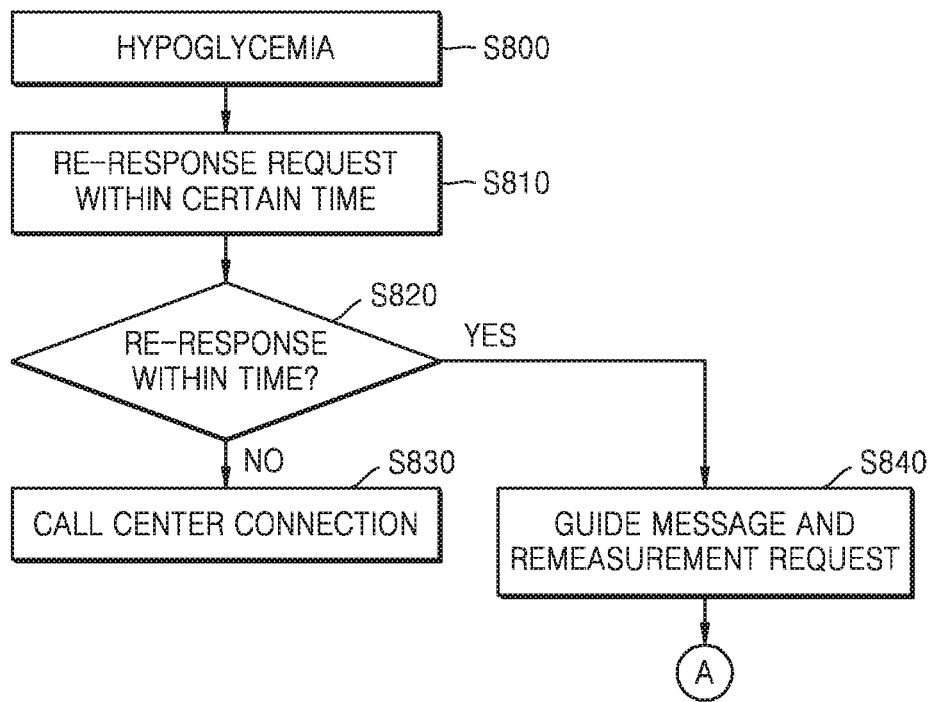 HYPOGLYCEMIA
S800
RE-RESPONSE REQUEST
WITHIN CERTAIN TIME
S810
S820
RE-RESPONSE
WITHIN TIME?
YES
NO
S830
CALL CENTER CONNECTION
S840
GUIDE MESSAGE AND
REMEASUREMENT REQUEST
A